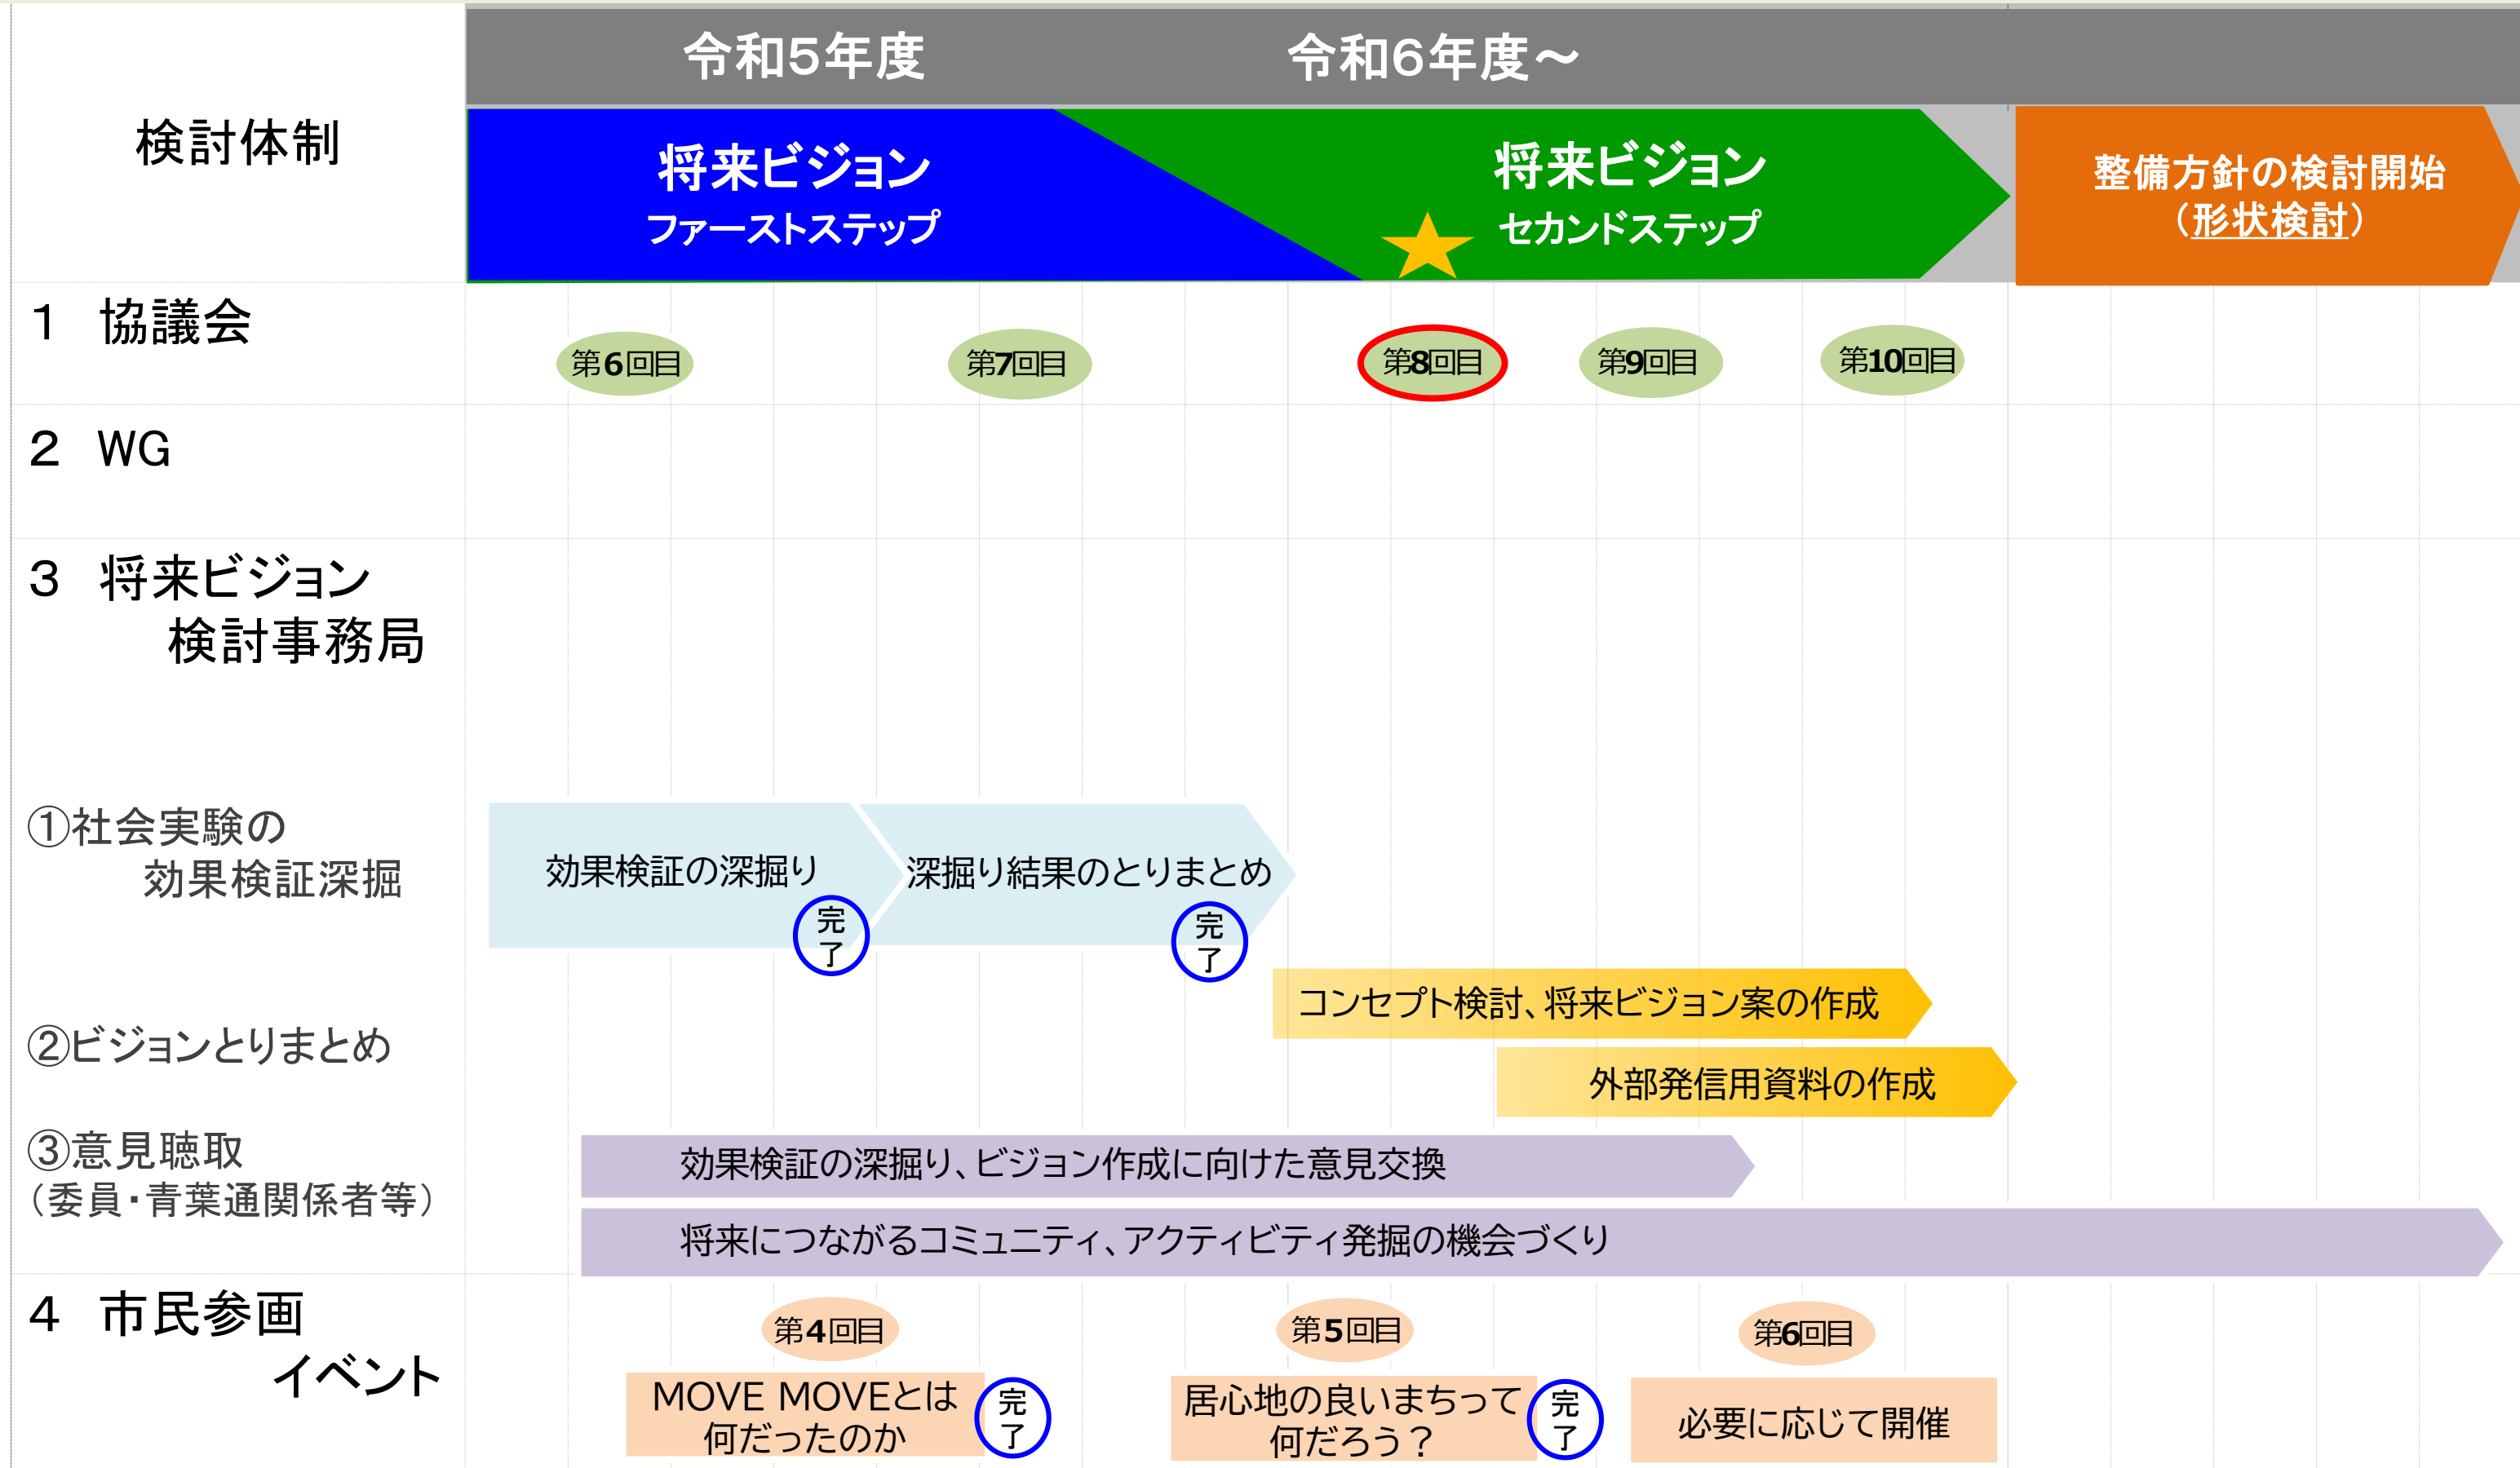 検討体制
令和5年度
令和6年度～
将来ビジョン
ファーストステップ
将来ビジョン
セカンドステップ
整備方針の検討開始
（形状検討）
1　協議会
第6回目
第7回目
第8回目
第9回目
第10回目
2　WG
3　将来ビジョン
検討事務局
①社会実験の
効果検証深掘
効果検証の深掘り
完了
深掘り結果のとりまとめ
完了
②ビジョンとりまとめ
コンセプト検討、将来ビジョン案の作成
外部発信用資料の作成
③意見聴取
（委員・青葉通関係者等）
効果検証の深掘り、ビジョン作成に向けた意見交換
将来につながるコミュニティ、アクティビティ発掘の機会づくり
4　市民参画
イベント
第4回目
MOVE MOVEとは
何だったのか
完了
第5回目
居心地の良いまちって
何だろう？
完了
第6回目
必要に応じて開催